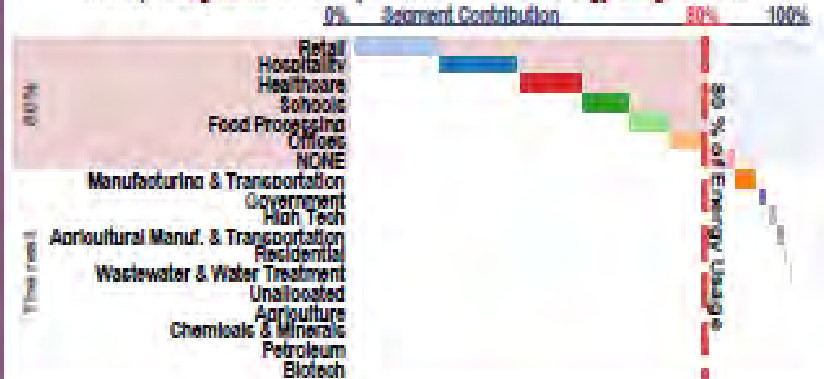 0% Segment Contribution 80% 100%
Retail
Hospitality
Healthcare
Schools
Food Processing
Offices
NONE
Manufacturing & Transportation
Government
High Tech
Agricultural Manuf. & Transportation
Residential
Wastewater & Water Treatment
Unallocated
Agriculture
Chemicals & Minerals
Petroleum
Biotech
80%
The rest
80 % of Energy Usage